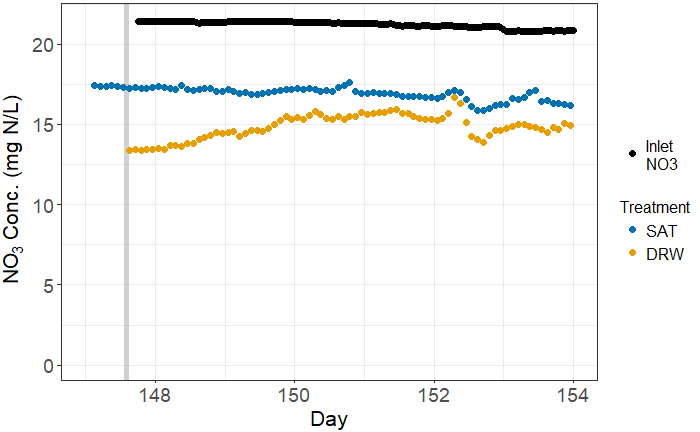 NO3 Conc. (mg N/L)
20
15
10
5
0
148
150
152
154
Day
Inlet
NO3
Treatment
SAT
DRW